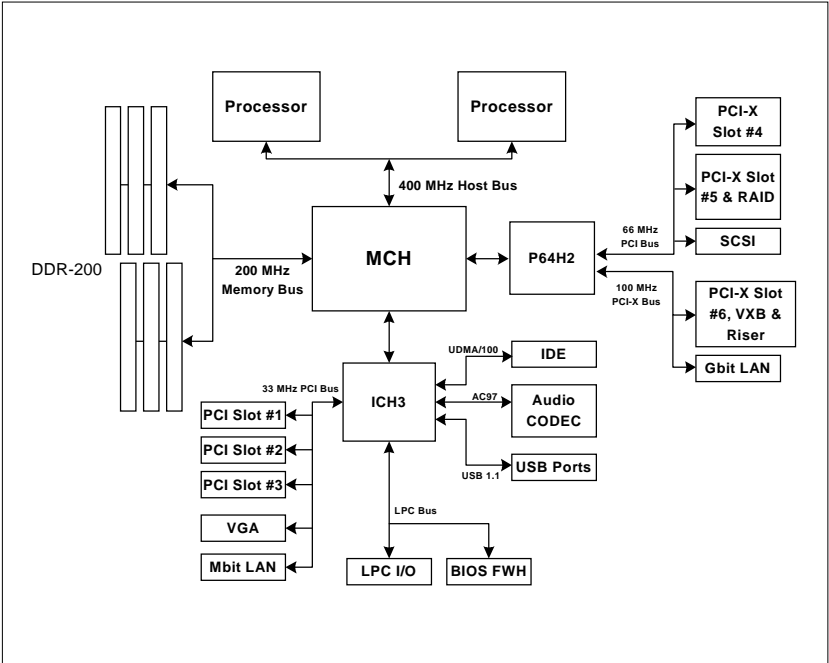 Processor
Processor
400 MHz Host Bus
PCI-X
Slot #4
PCI-X Slot
#5 & RAID
SCSI
66 MHz
PCI Bus
MCH
P64H2
DDR-200
200 MHz
Memory Bus
100 MHz
PCI-X Bus
PCI-X Slot
#6, VXB &
Riser
Gbit LAN
UDMA/100
IDE
33 MHz PCI Bus
ICH3
AC97
Audio
CODEC
PCI Slot #1
PCI Slot #2
PCI Slot #3
USB 1.1
USB Ports
VGA
LPC Bus
Mbit LAN
LPC I/O
BIOS FWH